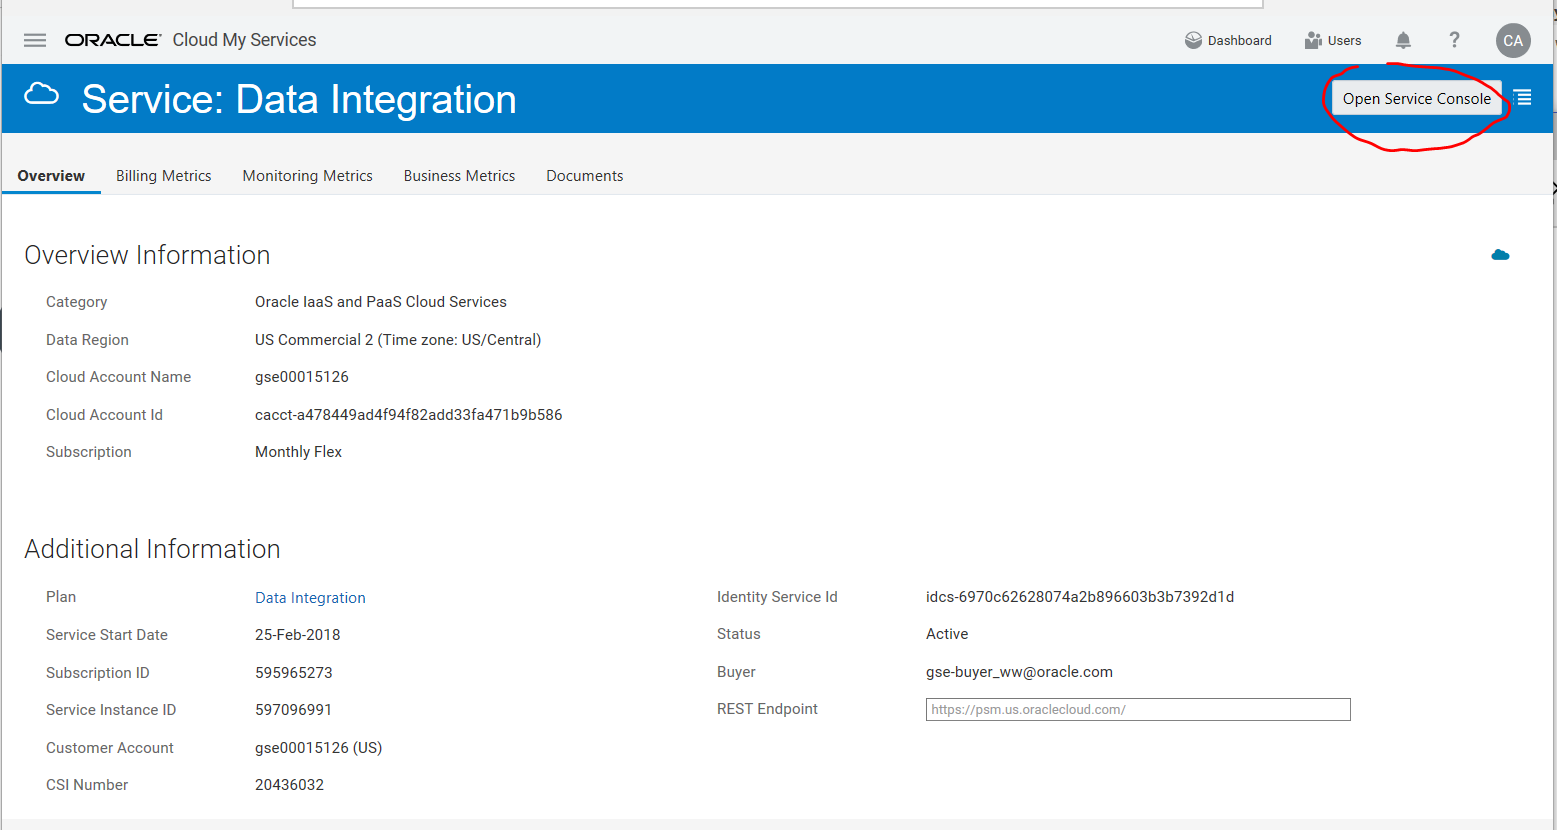 ORACLE Cloud My Services Dashboard Users ? CA
Service: Data Integration Open Service Console
Overview Billing Metrics Monitoring Metrics Business Metrics Documents
Overview Information
Category Oracle IaaS and PaaS Cloud Services
Data Region US Commercial 2 (Time zone: US/Central)
Cloud Account Name gse00015126
Cloud Account Id cacct-a478449ad4f94f82add33fa471b9b586
Subscription Monthly Flex
Additional Information
Plan Data Integration Identity Service Id idcs-6970c62628074a2b896603b3b7392d1d
Service Start Date 25-Feb-2018 Status Active
Subscription ID 595965273 Buyer gse-buyer_ww@oracle.com
Service Instance ID 597096991 REST Endpoint https://psm.us.oraclecloud.com/
Customer Account gse00015126 (US)
CSI Number 20436032